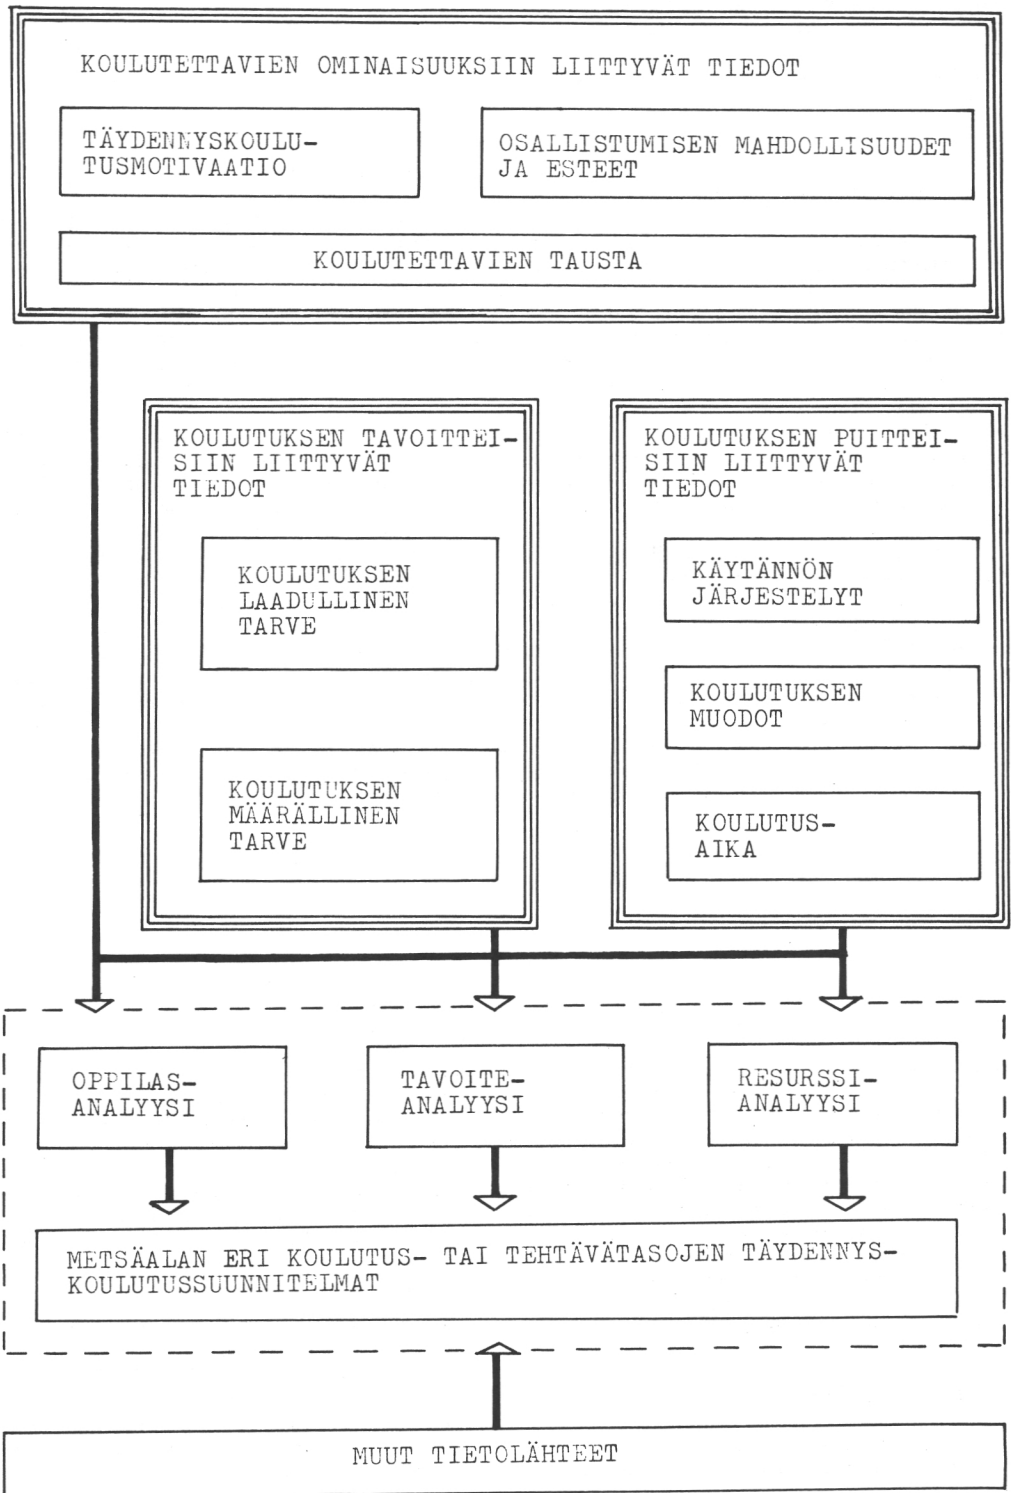 KOULUTETTAVIEN OMINAISUUKSIIN LIITTYVÄT TIEDOT
TÄYDENNYSKOULU-
TUSMOTIVAATIO
OSALLISTUMISEN MAHDOLLISUUDET
JA ESTEET
KOULUTETTAVIEN TAUSTA
KOULUTUKSEN TAVOITTEI-
SIIN LIITTYVÄT
TIEDOT
KOULUTUKSEN
LAADULLINEN
TARVE
KOULUTUKSEN
MÄÄRÄLLINEN
TARVE
KOULUTUKSEN PUITTEI-
SIIN LIITTYVÄT
TIEDOT
KÄYTÄNNÖN
JÄRJESTELYT
KOULUTUKSEN
MUODOT
KOULUTUS-
AIKA
OPPILAS-
ANALYYSI
TAVOITE-
ANALYYSI
RESURSSI-
ANALYYSI
METSÄALAN ERI KOULUTUS- TAI TEHTÄVÄTASOJEN TÄYDENNYS-
KOULUTUSSUUNNITELMAT
MUUT TIETOLÄHTEET